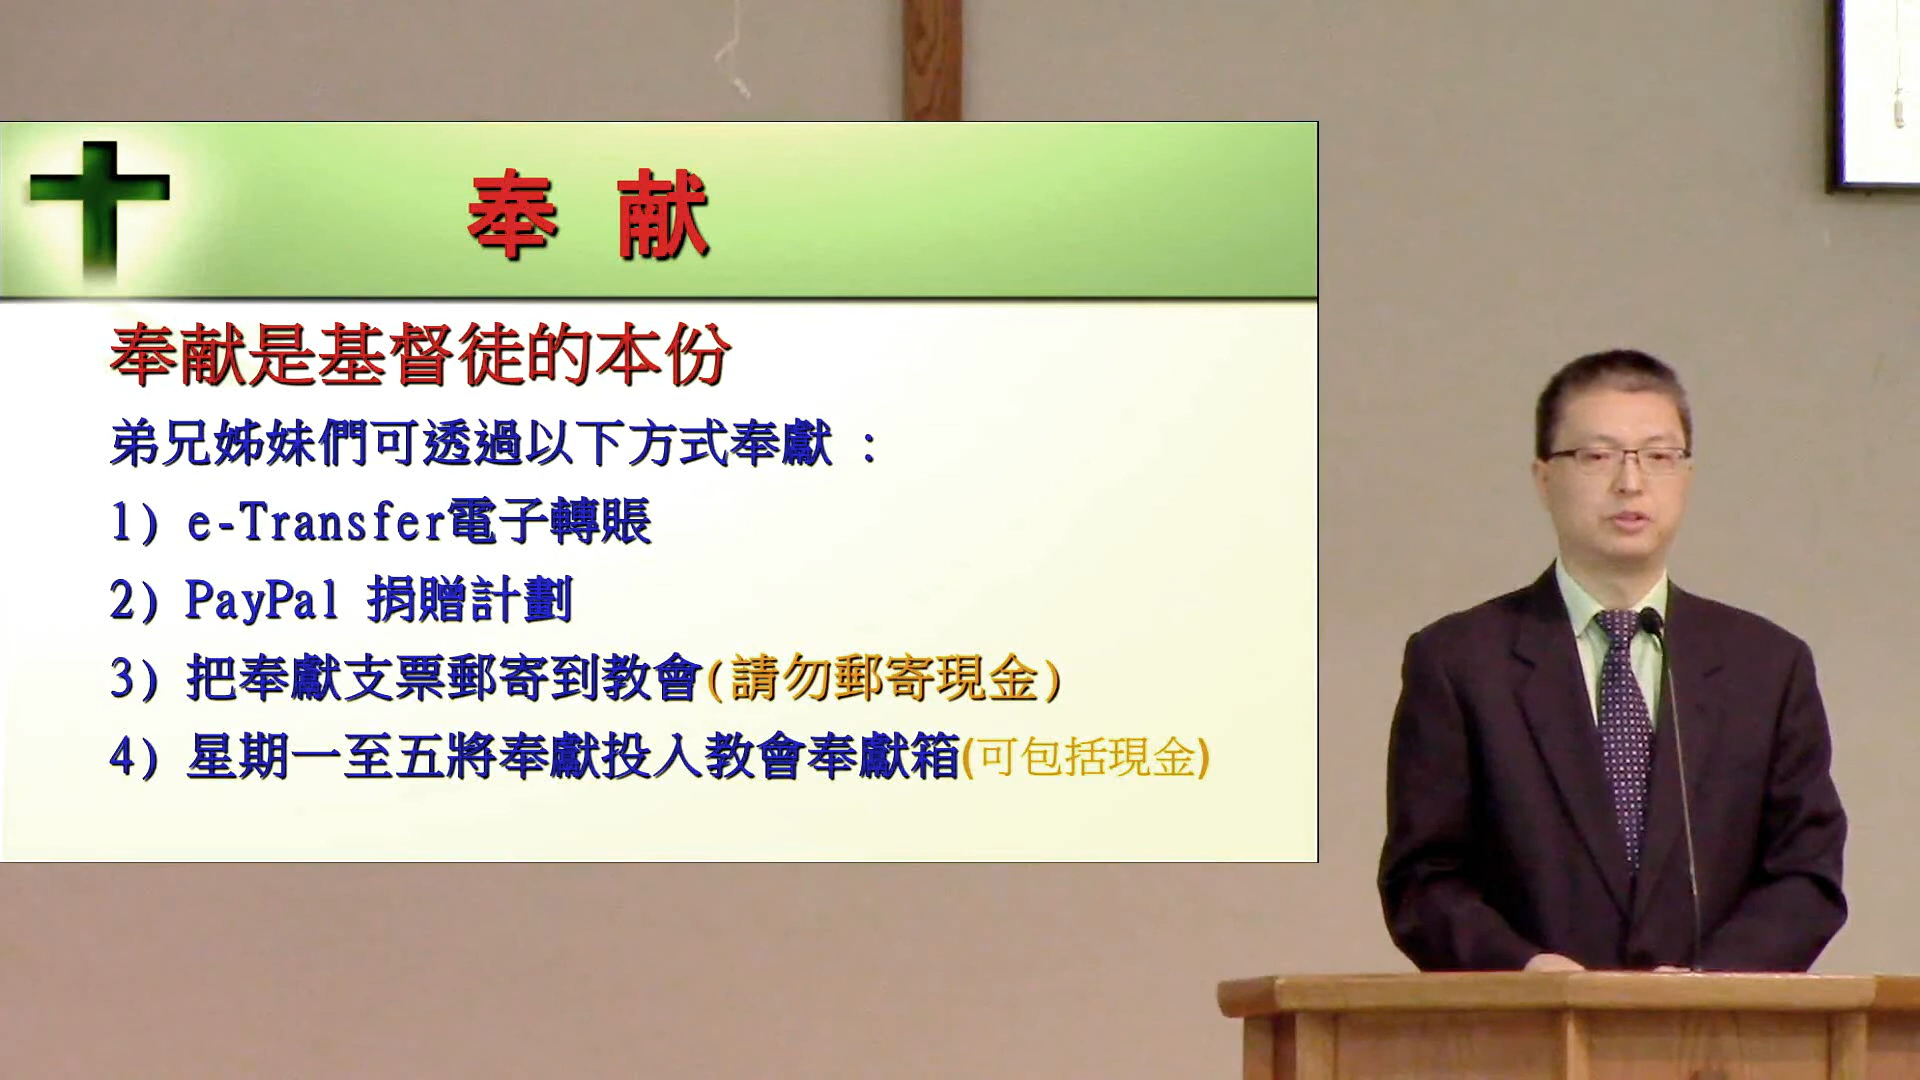 奉 献
奉献是基督徒的本份
弟兄姊妹們可透過以下方式奉獻 :
1) e-Transfer電子轉賬
2) PayPal 捐贈計劃
3) 把奉獻支票郵寄到教會(請勿郵寄現金)
4) 星期一至五將奉獻投入教會奉獻箱(可包括現金)